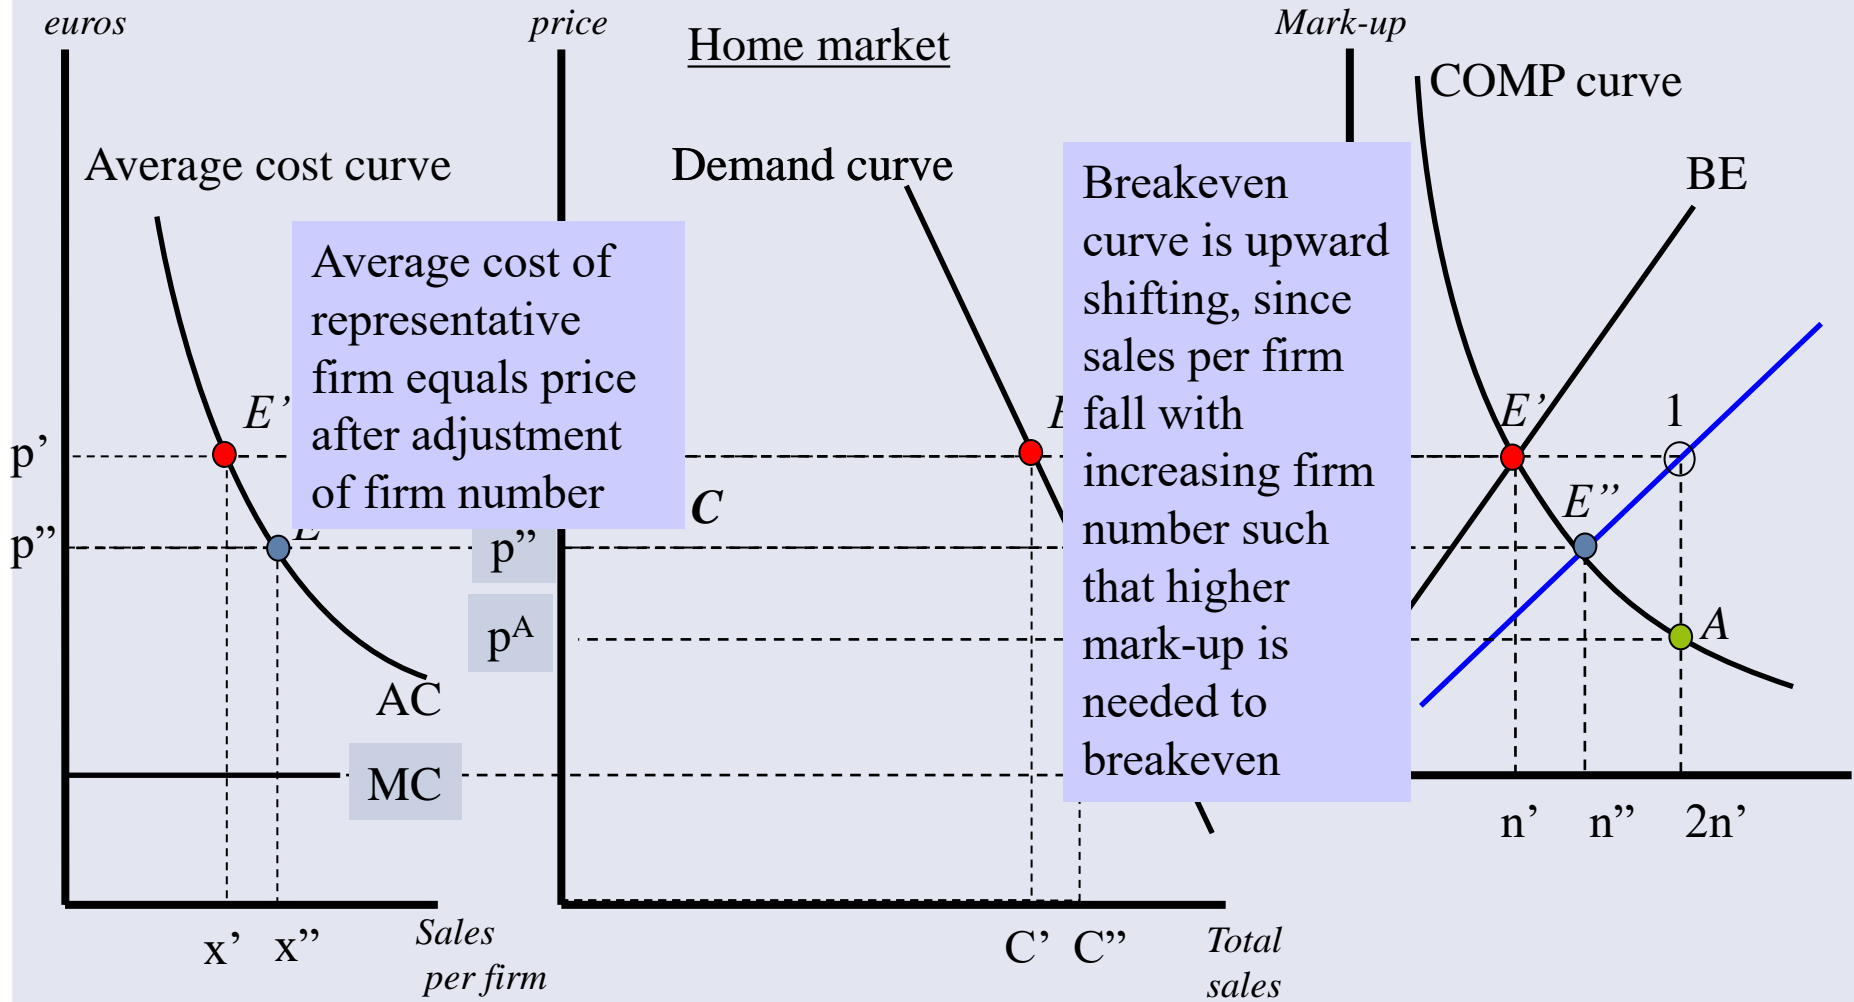 euros
price
Home market
Mark-up
COMP curve
Average cost curve
Demand curve
BE
Average cost of
representative
firm equals price
after adjustment
of firm number
Breakeven
curve is upward
shifting, since
sales per firm
fall with
increasing firm
number such
that higher
mark-up is
needed to
breakeven
E’
E’
1
p’
C
E”
p”
p”
pᴬ
A
AC
MC
n’ n” 2n’
x’ x”
Sales
per firm
C’ C”
Total
sales